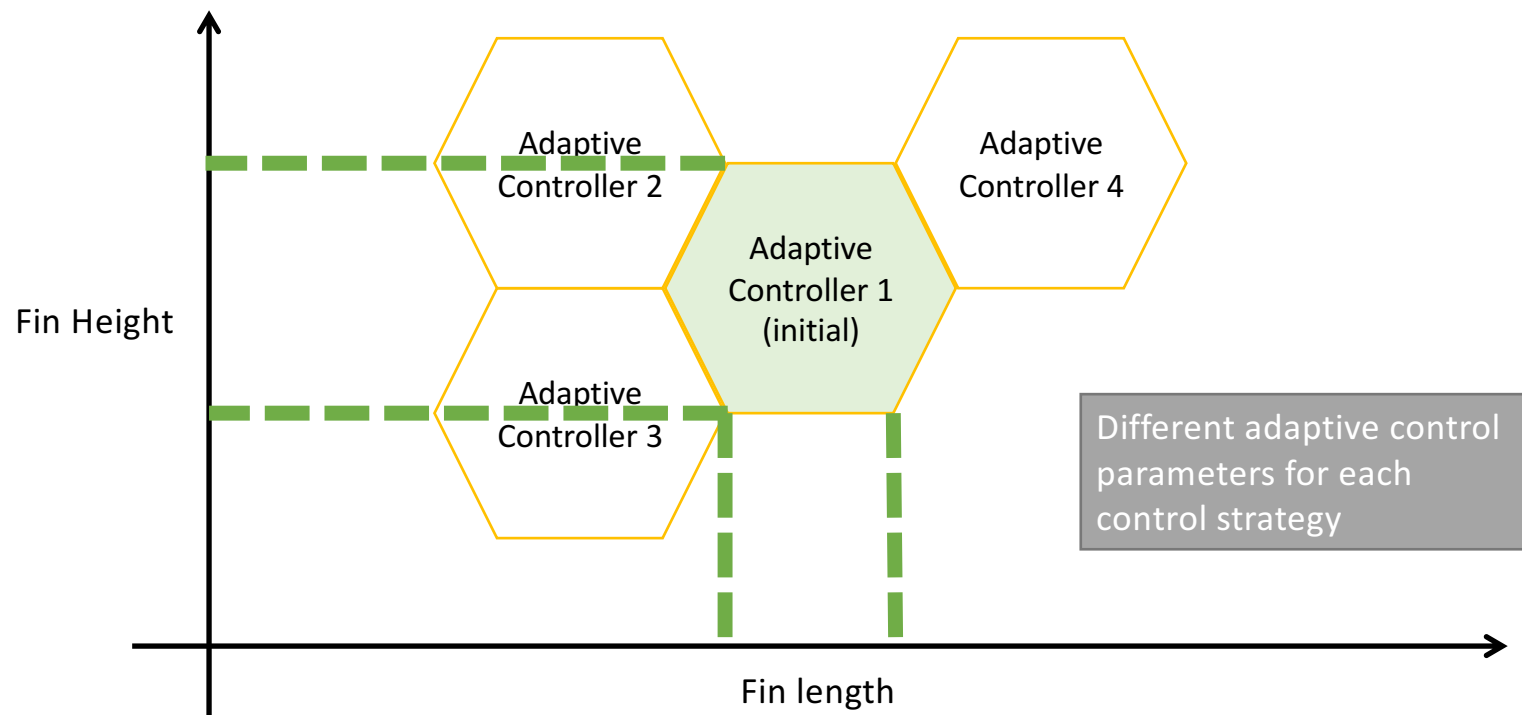 Adaptive
Controller 2
Adaptive
Controller 4
Adaptive
Controller 1
(initial)
Fin Height
Adaptive
Controller 3
Different adaptive control
parameters for each
control strategy
Fin length